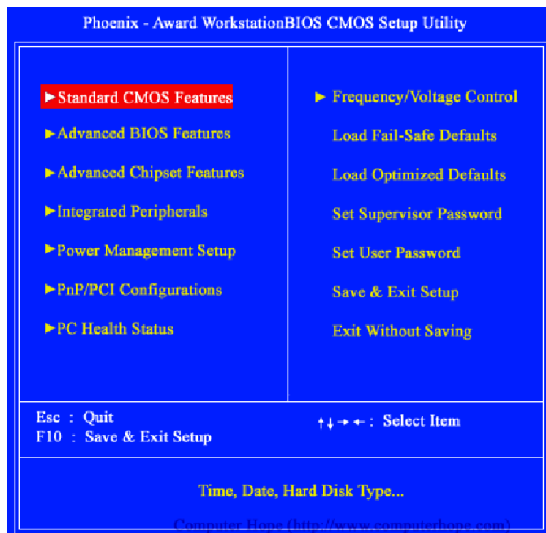 Phoenix - Award WorkstationBIOS CMOS Setup Utility
►Standard CMOS Features
►Advanced BIOS Features
►Advanced Chipset Features
►Integrated Peripherals
►Power Management Setup
►PnP/PCI Configurations
►PC Health Status
► Frequency/Voltage Control
Load Fail-Safe Defaults
Load Optimized Defaults
Set Supervisor Password
Set User Password
Save & Exit Setup
Exit Without Saving
Esc : Quit
F10 : Save & Exit Setup
↑↓→← : Select Item
Time, Date, Hard Disk Type...
Computer Hope (http://www.computerhope.com)